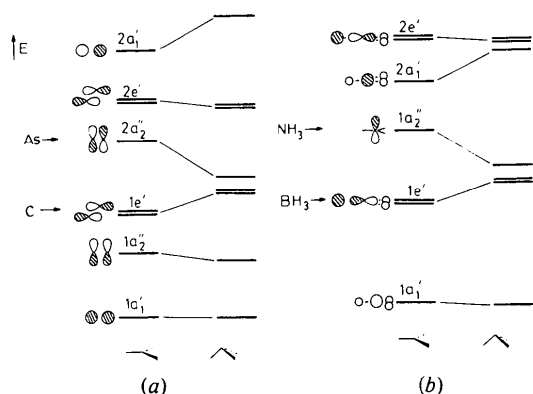 E
2a₁′
2e′
As → 2a₂″
C → 1e′
1a₂″
1a₁′
(a)
2e′
2a₁′
NH₃ → 1a₂″
BH₃ → 1e′
1a₁′
(b)